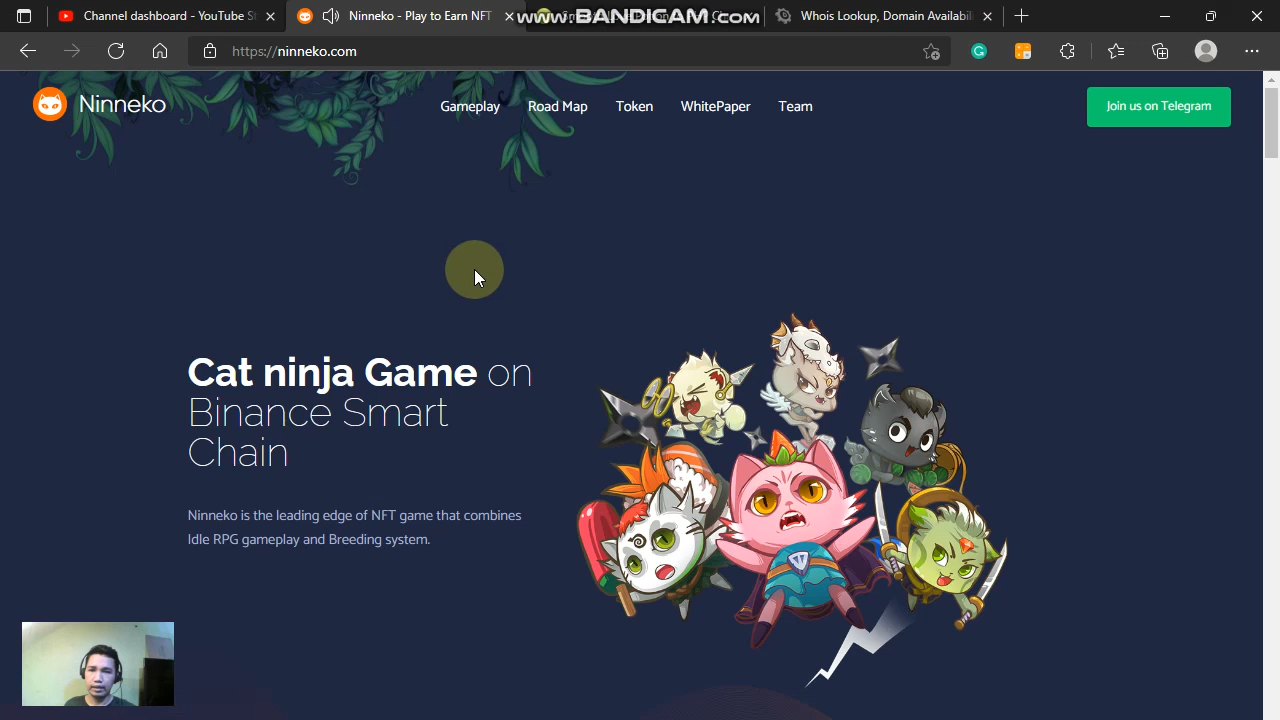 Channel dashboard - YouTube St
Ninneko - Play to Earn NFT
www.BANDICAM.com
Whois Lookup, Domain Availabil
https://ninneko.com
Ninneko
Gameplay
Road Map
Token
WhitePaper
Team
Join us on Telegram
Cat ninja Game on
Binance Smart
Chain
Ninneko is the leading edge of NFT game that combines
Idle RPG gameplay and Breeding system.